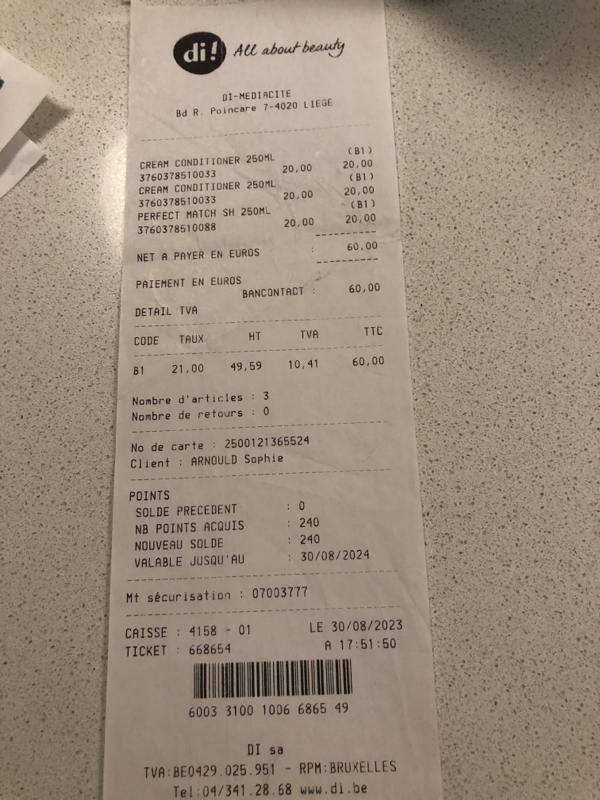 di! All about beauty
DI-MEDIACITE
Bd R. Poincare 7-4020 LIEGE
(B1)
CREAM CONDITIONER 250ML
3760378510033 20,00 20,00
(B1)
CREAM CONDITIONER 250ML
3760378510033 20,00 20,00
(B1)
PERFECT MATCH SH 250ML
3760378510088 20,00 20,00
NET A PAYER EN EUROS : 60,00
PAIEMENT EN EUROS
BANCONTACT : 60,00
DETAIL TVA
CODE TAUX HT TVA TTC
B1 21,00 49,59 10,41 60,00
Nombre d'articles : 3
Nombre de retours : 0
No de carte : 2500121365524
Client : ARNOULD Sophie
POINTS
SOLDE PRECEDENT : 0
NB POINTS ACQUIS : 240
NOUVEAU SOLDE : 240
VALABLE JUSQU'AU : 30/08/2024
Mt sécurisation : 07003777
CAISSE : 4158 - 01 LE 30/08/2023
TICKET : 668654 A 17:51:50
6003 3100 1006 6865 49
DI sa
TVA:BE0429.025.951 - RPM:BRUXELLES
Tel:04/341.28.68 www.di.be